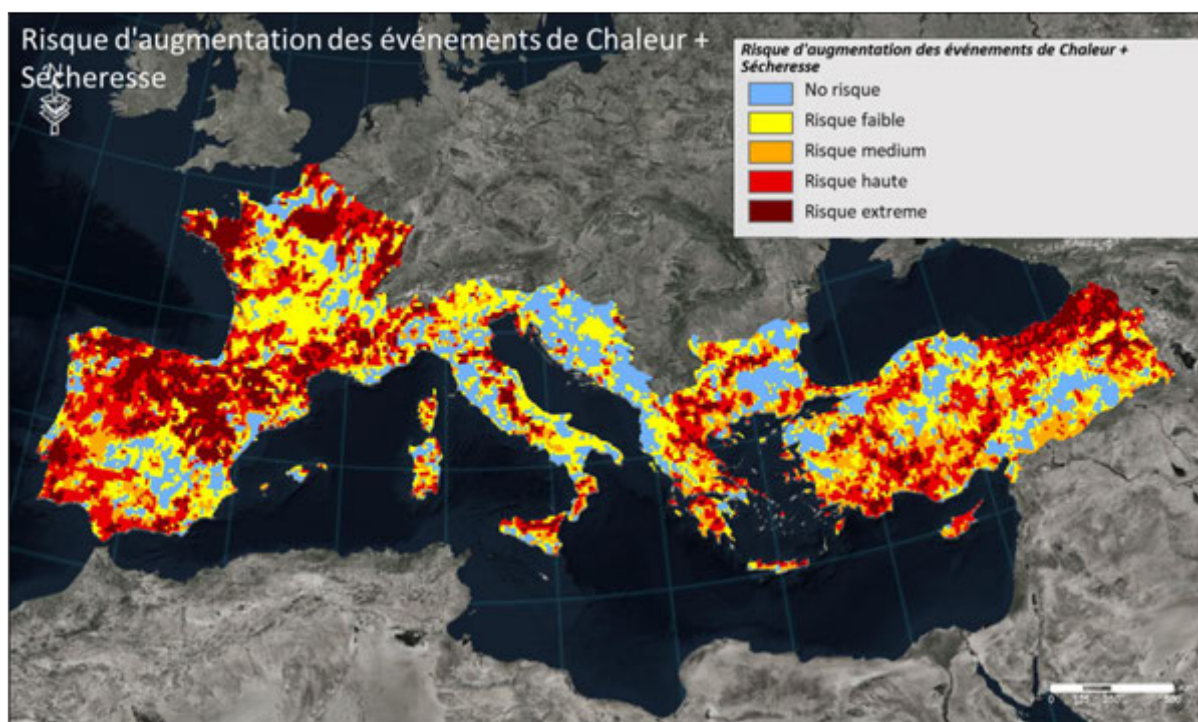 Risque d'augmentation des événements de Chaleur +
Sécheresse
N
Risque d'augmentation des événements de Chaleur +
Sécheresse
No risque
Risque faible
Risque medium
Risque haute
Risque extreme
0